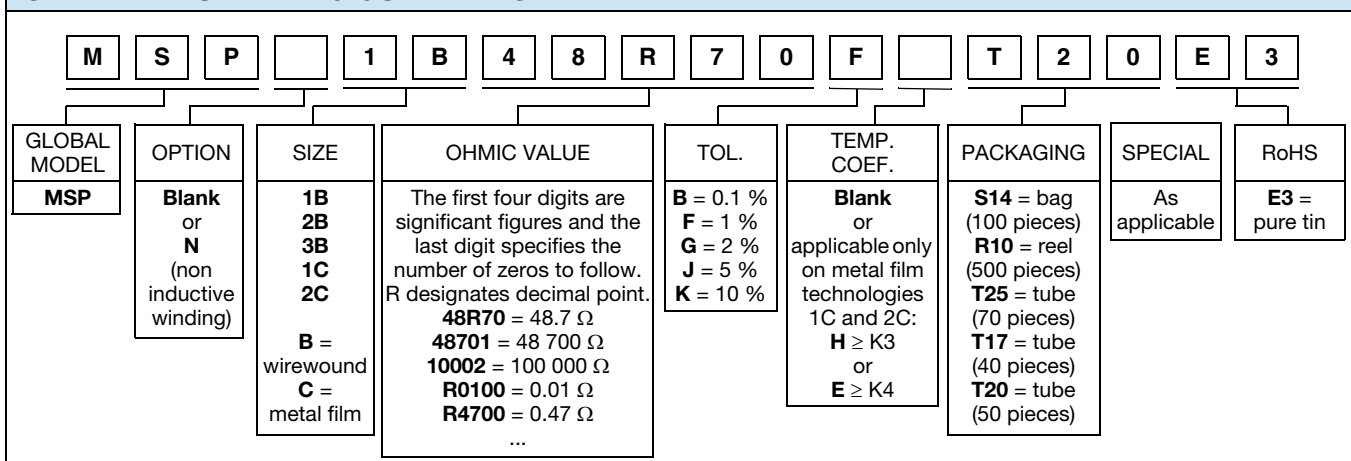 M S P 1 B 4 8 R 7 0 F T 2 0 E 3
GLOBAL
MODEL
MSP
OPTION
Blank
or
N
(non
inductive
winding)
SIZE
1B
2B
3B
1C
2C
B =
wirewound
C =
metal film
OHMIC VALUE
The first four digits are
significant figures and the
last digit specifies the
number of zeros to follow.
R designates decimal point.
48R70 = 48.7 Ω
48701 = 48 700 Ω
10002 = 100 000 Ω
R0100 = 0.01 Ω
R4700 = 0.47 Ω
...
TOL.
B = 0.1 %
F = 1 %
G = 2 %
J = 5 %
K = 10 %
TEMP.
COEF.
Blank
or
applicable only
on metal film
technologies
1C and 2C:
H ≥ K3
or
E ≥ K4
PACKAGING
S14 = bag
(100 pieces)
R10 = reel
(500 pieces)
T25 = tube
(70 pieces)
T17 = tube
(40 pieces)
T20 = tube
(50 pieces)
SPECIAL
As
applicable
RoHS
E3 =
pure tin